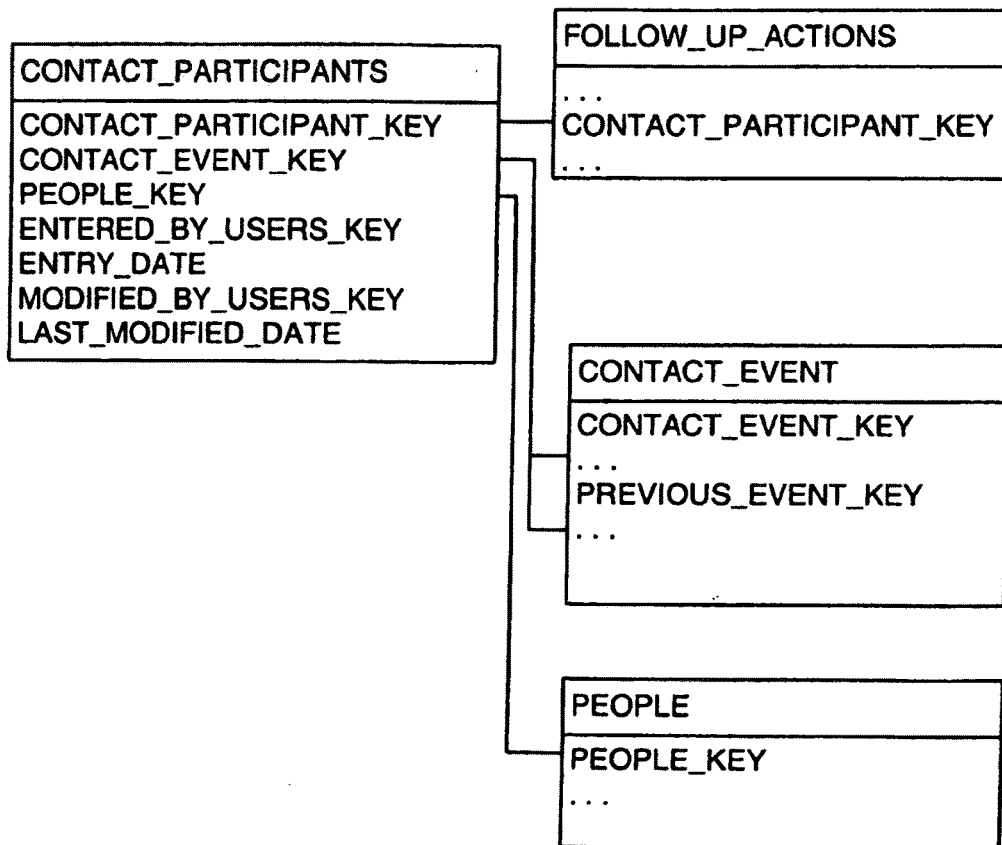 CONTACT_PARTICIPANTS
CONTACT_PARTICIPANT_KEY
CONTACT_EVENT_KEY
PEOPLE_KEY
ENTERED_BY_USERS_KEY
ENTRY_DATE
MODIFIED_BY_USERS_KEY
LAST_MODIFIED_DATE
FOLLOW_UP_ACTIONS
. . .
CONTACT_PARTICIPANT_KEY
. . .
CONTACT_EVENT
CONTACT_EVENT_KEY
. . .
PREVIOUS_EVENT_KEY
. . .
PEOPLE
PEOPLE_KEY
. . .